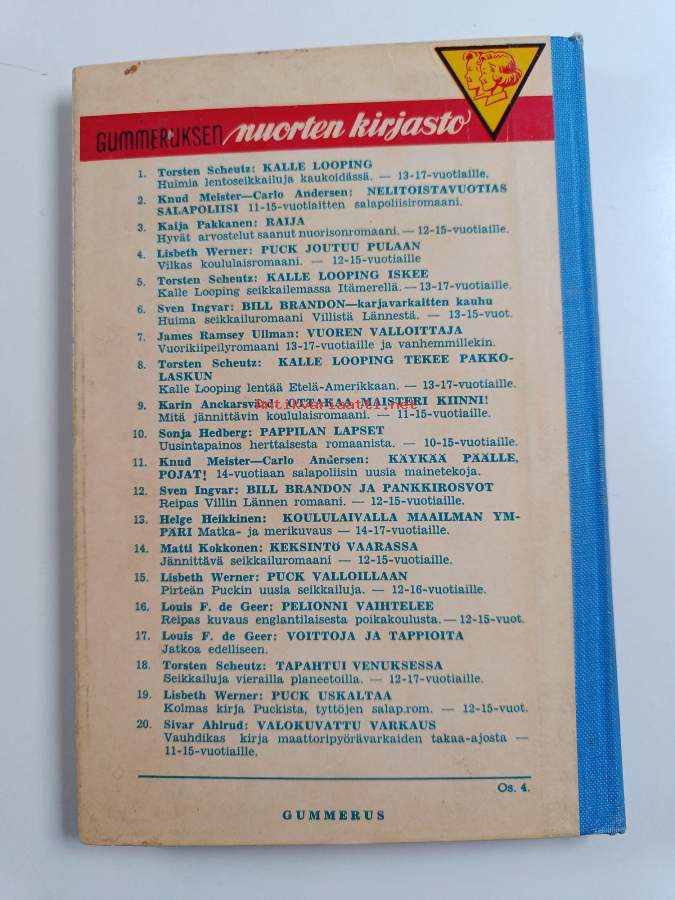 GUMMERUKSEN nuorten kirjasto
1. Torsten Scheutz: KALLE LOOPING
Huimia lentoseikkailuja kaukoidässä. — 13-17-vuotiaille.
2. Knud Meister—Carlo Andersen: NELITOISTAVUOTIAS
SALAPOLIISI 11-15-vuotiaitten salapoliisiromaani.
3. Kaija Pakkanen: RAIJA
Hyvät arvostelut saanut nuorisonromaani. — 12-15-vuotiaille.
4. Lisbeth Werner: PUCK JOUTUU PULAAN
Vilkas koululaisromaani. — 12-15-vuotiaille
5. Torsten Scheutz: KALLE LOOPING ISKEE
Kalle Looping seikkailemassa Itämerellä. — 13-17-vuotiaille.
6. Sven Ingvar: BILL BRANDON—karjavarkaitten kauhu
Huima seikkailuromaani Villistä Lännestä. — 13-15-vuot.
7. James Ramsey Ullman: VUOREN VALLOITTAJA
Vuorikiipeilyromaani 13-17-vuotiaille ja vanhemmillekin.
8. Torsten Scheutz: KALLE LOOPING TEKEE PAKKO-
LASKUN
Kalle Looping lentää Etelä-Amerikkaan. — 13-17-vuotiaille.
9. Karin Anckarsvärd: OTTAKAA MAISTERI KIINNI!
Antikvariaatti.net
Mitä jännittävin koululaisromaani. — 11-15-vuotiaille.
10. Sonja Hedberg: PAPPILAN LAPSET
Uusintapainos herttaisesta romaanista. — 10-15-vuotiaille.
11. Knud Meister—Carlo Andersen: KÄYKÄÄ PÄÄLLE,
POJAT! 14-vuotiaan salapoliisin uusia mainetekoja.
12. Sven Ingvar: BILL BRANDON JA PANKKIROSVOT
Reipas Villin Lännen romaani. — 12-15-vuotiaille.
13. Helge Heikkinen: KOULULAIVALLA MAAILMAN YM-
PÄRI Matka- ja merikuvaus — 14-17-vuotiaille.
14. Matti Kokkonen: KEKSINTÖ VAARASSA
Jännittävä seikkailuromaani — 12-15-vuotiaille.
15. Lisbeth Werner: PUCK VALLOILLAAN
Pirteän Puckin uusia seikkailuja. — 12-16-vuotiaille.
16. Louis F. de Geer: PELIONNI VAIHTELEE
Reipas kuvaus englantilaisesta poikakoulusta. — 12-15-vuot.
17. Louis F. de Geer: VOITTOJA JA TAPPIOITA
Jatkoa edelliseen.
18. Torsten Scheutz: TAPAHTUI VENUKSESSA
Seikkailuja vierailla planeetoilla. — 12-17-vuotiaille.
19. Lisbeth Werner: PUCK USKALTAA
Kolmas kirja Puckista, tyttöjen salap.rom. — 12-15-vuot.
20. Sivar Ahlrud: VALOKUVATTU VARKAUS
Vauhdikas kirja maattoripyörävarkaiden takaa-ajosta —
11-15-vuotiaille.
Os. 4.
GUMMERUS